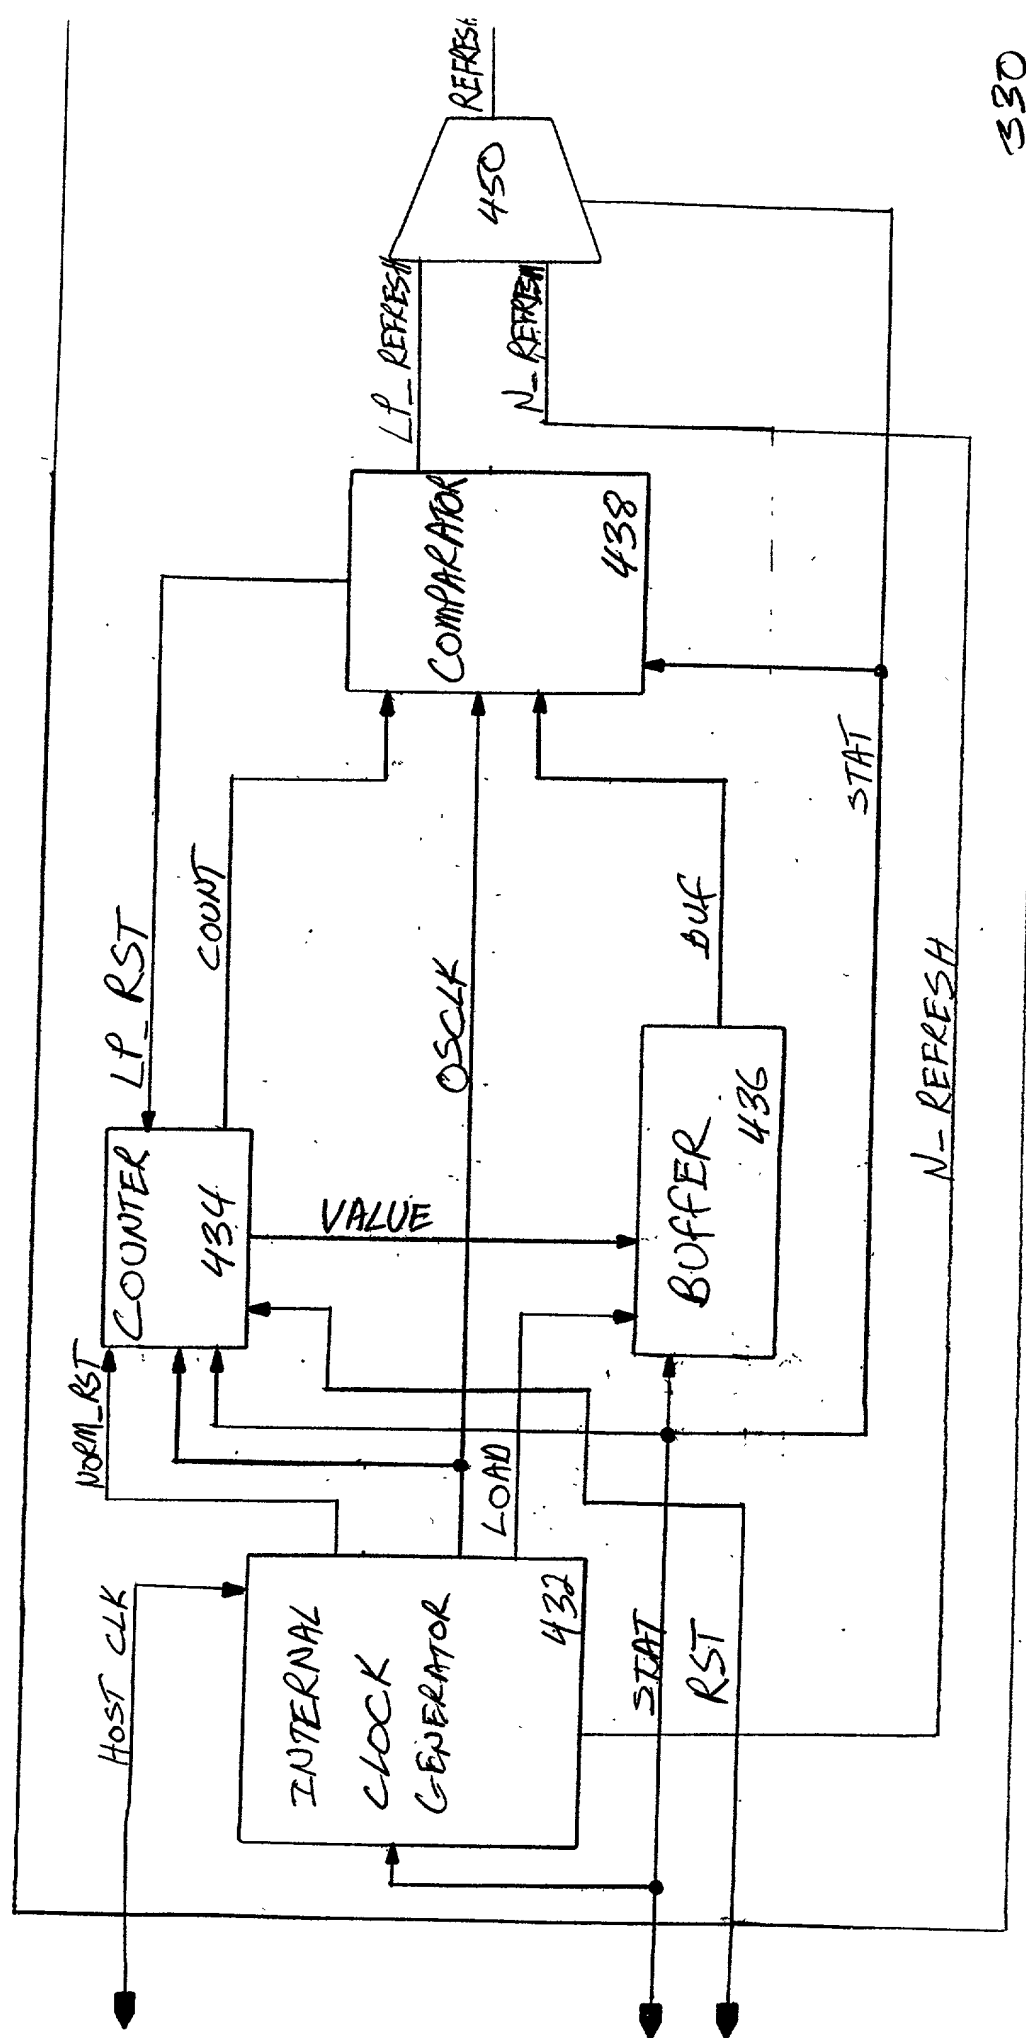 HOST CLK
NORM_RST
INTERNAL
CLOCK
GENERATOR
432
LOAD
STAT
RST
COUNTER
434
LP_RST
COUNT
VALUE
OSCLK
BUFFER
436
BUF
N_REFRESH
STAT
COMPARATOR
438
LP_REFRESH
N_REFRESH
450
REFRESH
330